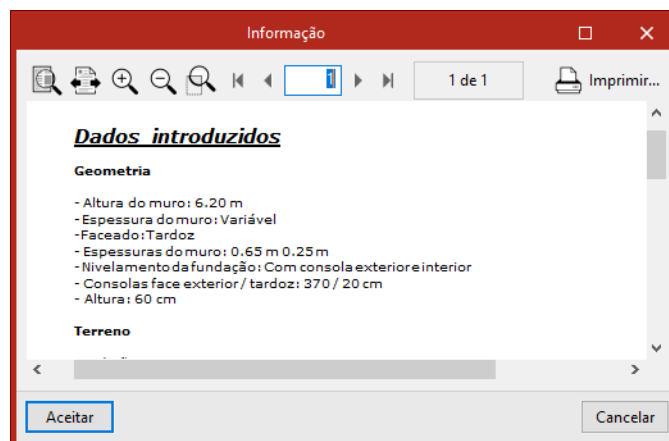 Informação
1
1 de 1
Imprimir...
Dados introduzidos
Geometria
- Altura do muro: 6.20 m
- Espessura do muro: Variável
-Faceado: Tardoz
- Espessuras do muro: 0.65 m 0.25 m
- Nivelamento da fundação: Com consola exterior e interior
- Consolas face exterior / tardoz: 370 / 20 cm
- Altura: 60 cm
Terreno
Aceitar
Cancelar